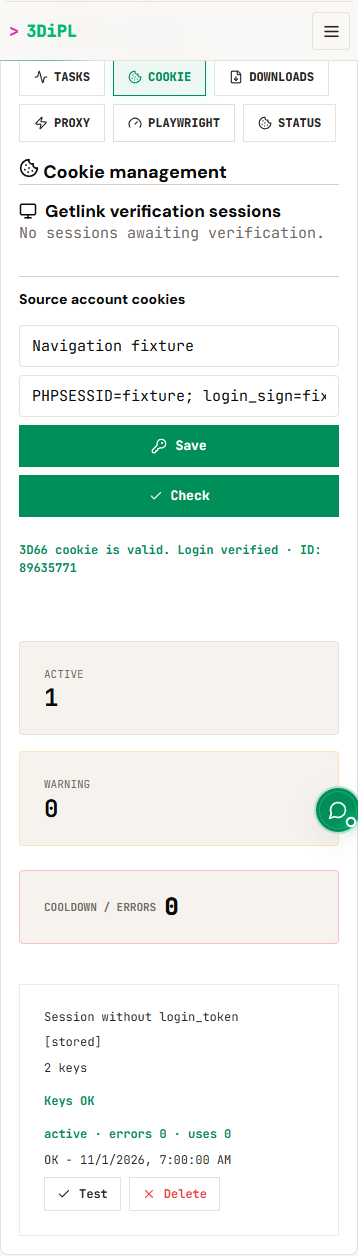 > 3DiPL
TASKS
COOKIE
DOWNLOADS
PROXY
PLAYWRIGHT
STATUS
Cookie management
Getlink verification sessions
No sessions awaiting verification.
Source account cookies
Navigation fixture
PHPSESSID=fixture; login_sign=fix
Save
Check
3D66 cookie is valid. Login verified · ID:
89635771
ACTIVE
1
WARNING
0
COOLDOWN / ERRORS 0
Session without login_token
[stored]
2 keys
Keys OK
active · errors 0 · uses 0
OK - 11/1/2026, 7:00:00 AM
Test
Delete